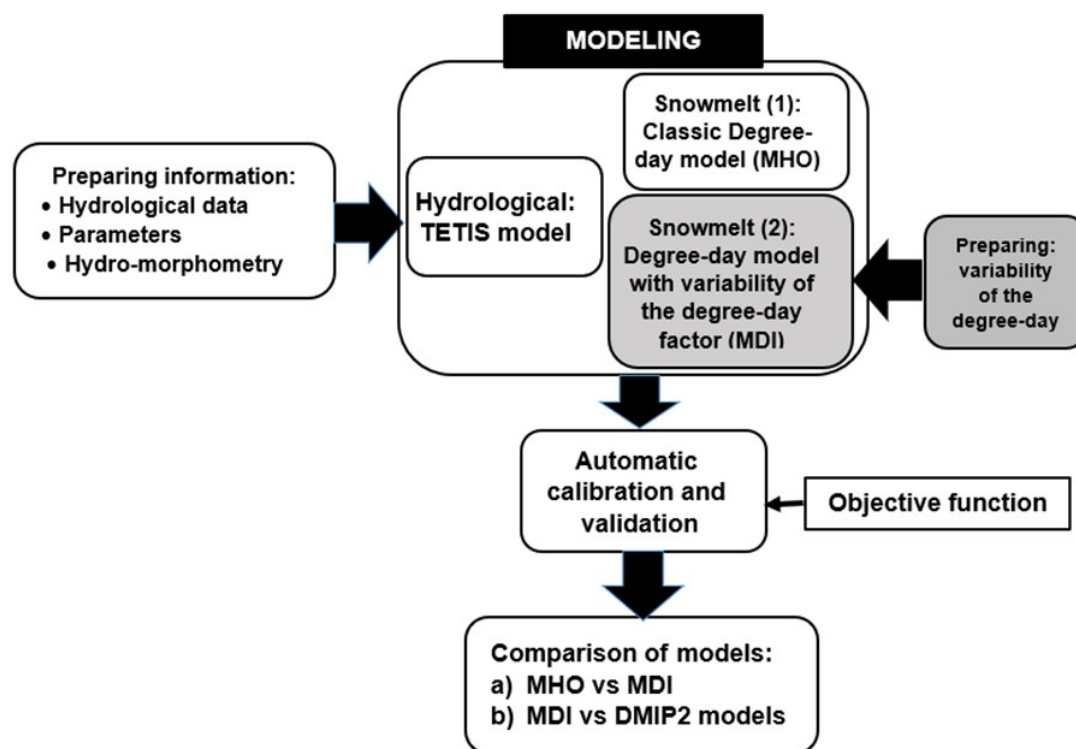 MODELING
Preparing information:
• Hydrological data
• Parameters
• Hydro-morphometry
Hydrological:
TETIS model
Snowmelt (1):
Classic Degree-
day model (MHO)
Snowmelt (2):
Degree-day model
with variability of
the degree-day
factor (MDI)
Preparing:
variability
of the
degree-day
Automatic
calibration and
validation
Objective function
Comparison of models:
a) MHO vs MDI
b) MDI vs DMIP2 models